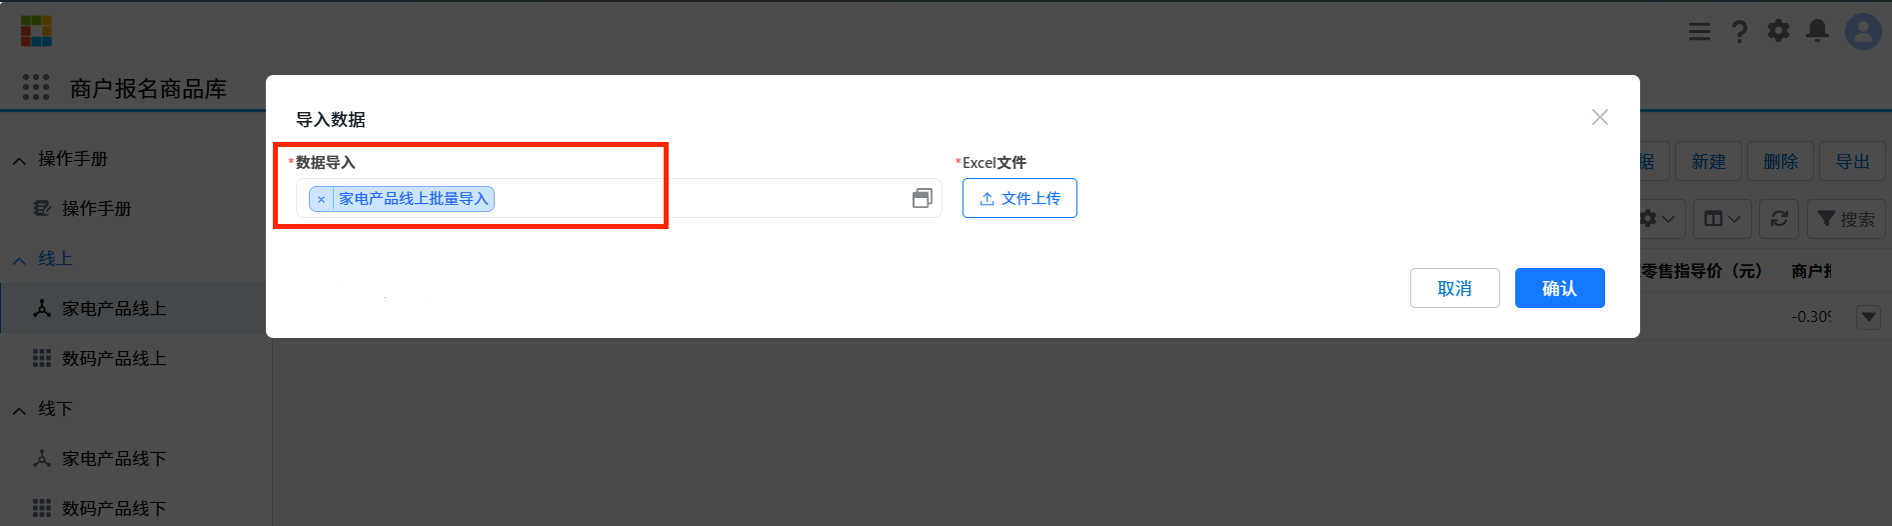 商户报名商品库
操作手册
操作手册
线上
家电产品线上
数码产品线上
线下
家电产品线下
数码产品线下
导入数据
*数据导入
× 家电产品线上批量导入
*Excel文件
文件上传
取消
确认
据
新建
删除
导出
搜索
零售指导价（元）
商户
-0.30